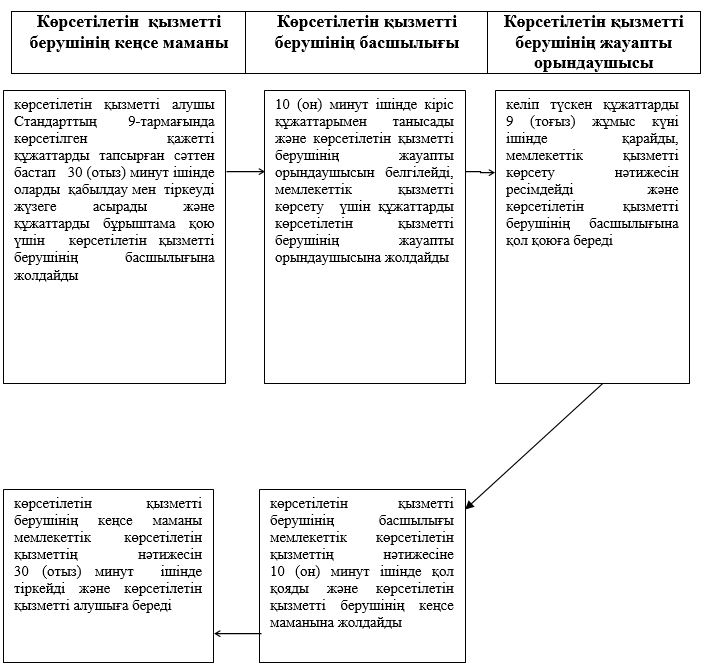 Көрсетілетін қызметті
берушінің кеңсе маманы
Көрсетілетін қызметті
берушінің басшылығы
Көрсетілетін қызметті
берушінің жауапты
орындаушысы
көрсетілетін қызметті алушы
Стандарттың 9-тармағында
көрсетілген қажетті
құжаттарды тапсырған сәттен
бастап 30 (отыз) минут ішінде
оларды қабылдау мен тіркеуді
жүзеге асырады және
құжаттарды бұрыштама қою
үшін көрсетілетін қызметті
берушінің басшылығына
жолдайды
10 (он) минут ішінде кіріс
құжаттарымен танысады
және көрсетілетін қызметті
берушінің жауапты
орындаушысын белгілейді,
мемлекеттік қызметті
көрсету үшін құжаттарды
көрсетілетін қызметті
берушінің жауапты
орындаушысына жолдайды
келіп түскен құжаттарды
9 (тоғыз) жұмыс күні
ішінде қарайды,
мемлекеттік қызметті
көрсету нәтижесін
ресімдейді және
көрсетілетін қызметті
берушінің басшылығына
қол қоюға береді
көрсетілетін қызметті
берушінің кеңсе маманы
мемлекеттік көрсетілетін
қызметтің нәтижесін
30 (отыз) минут ішінде
тіркейді және көрсетілетін
қызметті алушыға береді
көрсетілетін қызметті
берушінің басшылығы
мемлекеттік көрсетілетін
қызметтің нәтижесіне
10 (он) минут ішінде қол
қояды және көрсетілетін
қызметті берушінің кеңсе
маманына жолдайды